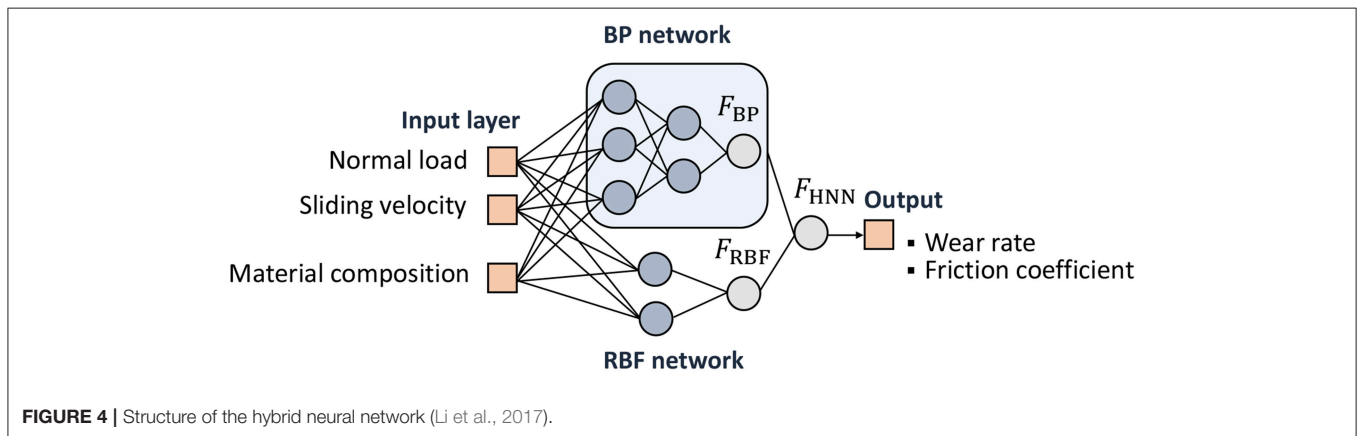 BP network
Input layer
Normal load
Sliding velocity
Material composition
F_BP
F_RBF
F_HNN
Output
▪ Wear rate
▪ Friction coefficient
RBF network
FIGURE 4 | Structure of the hybrid neural network (Li et al., 2017).